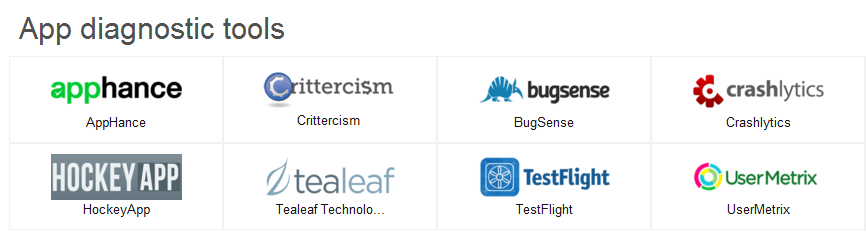 App diagnostic tools
apphance Crittercism bugsense crashlytics
AppHance Crittercism BugSense Crashlytics
HOCKEY APP tealeaf TestFlight UserMetrix
HockeyApp Tealeaf Technolo... TestFlight UserMetrix